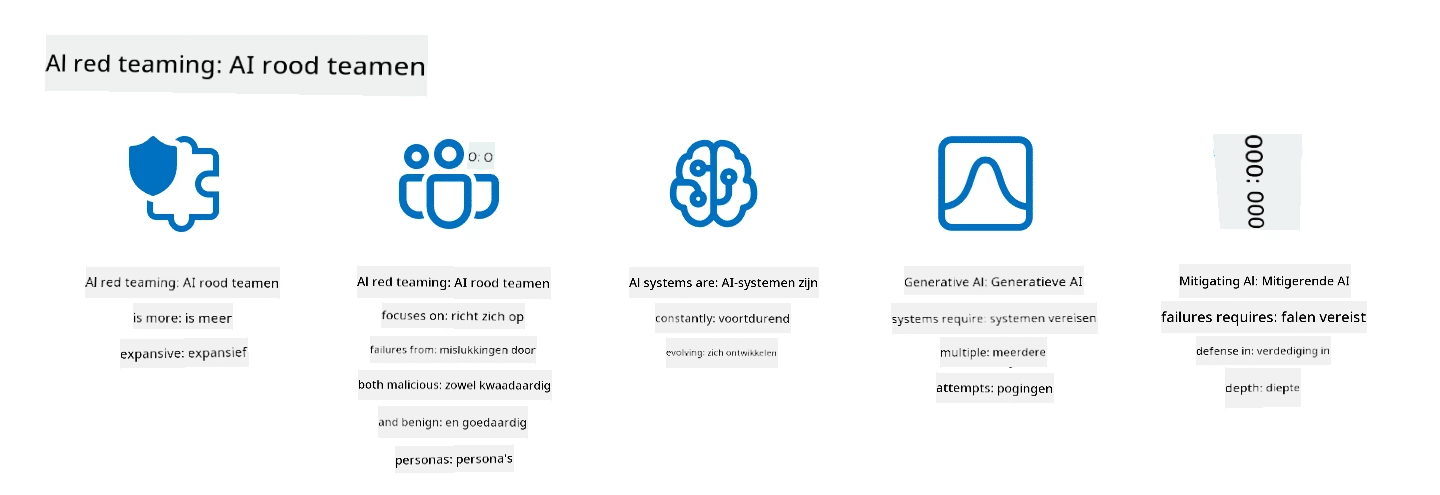 AI red teaming: AI rood teamen
O: O
000: 000
AI red teaming: AI rood teamen
is more: is meer
expansive: expansief
AI red teaming: AI rood teamen
focuses on: richt zich op
failures from: mislukkingen door
both malicious: zowel kwaadaardig
and benign: en goedaardig
personas: persona's
AI systems are: AI-systemen zijn
constantly: voortdurend
evolving: zich ontwikkelen
Generative AI: Generatieve AI
systems require: systemen vereisen
multiple: meerdere
attempts: pogingen
Mitigating AI: Mitigerende AI
failures requires: falen vereist
defense in: verdediging in
depth: diepte